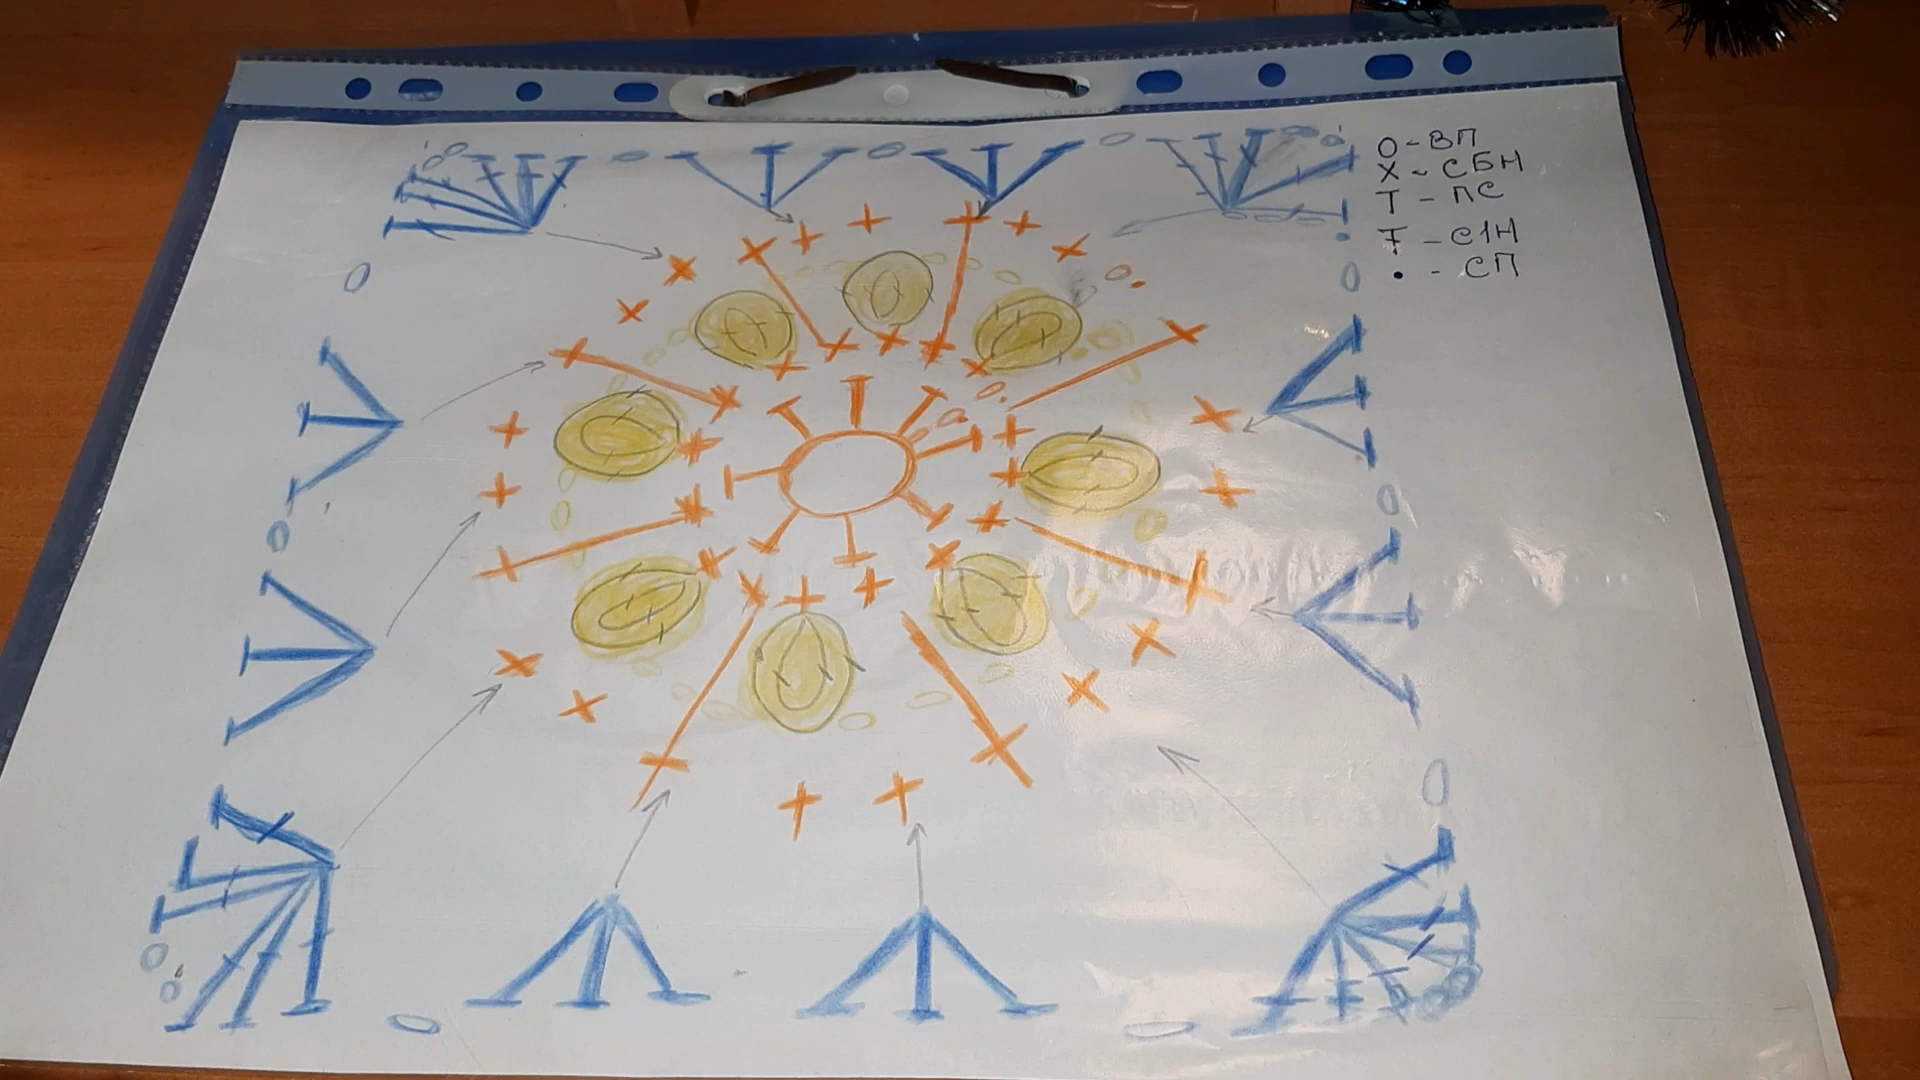 О-ВП
Х - СБН
Т - ПС
Ŧ - С1Н
• - СП